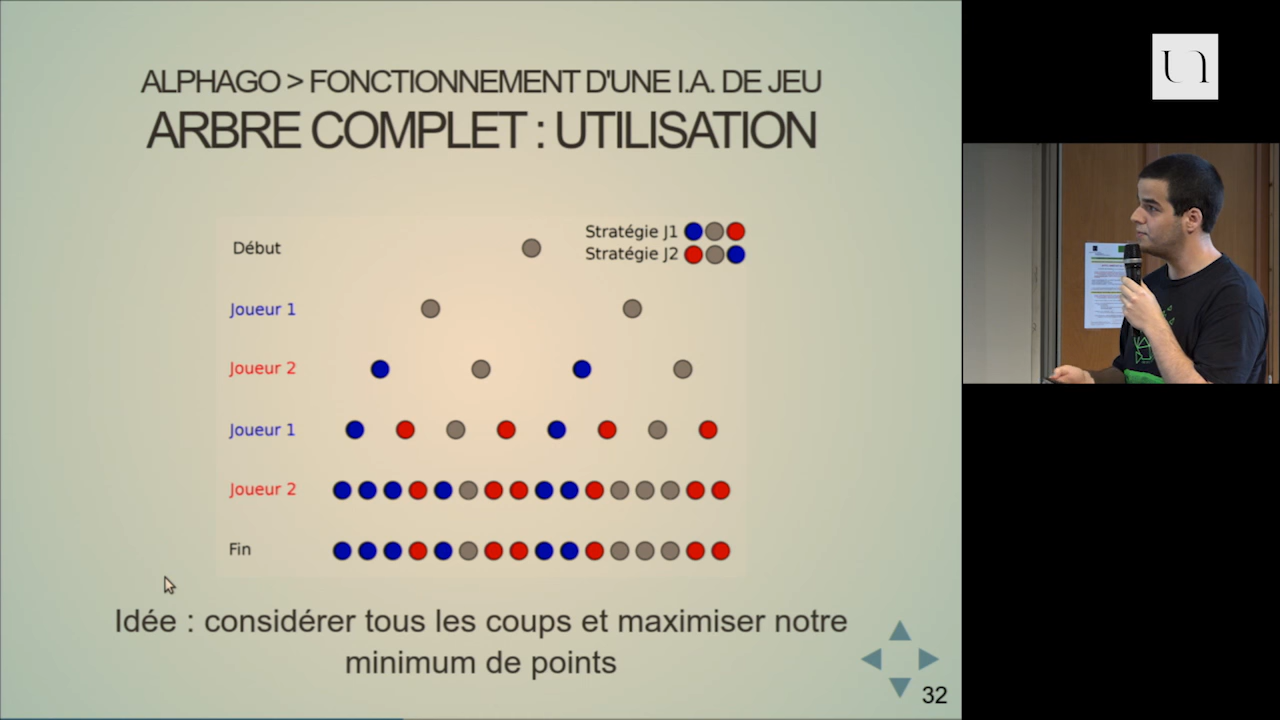 ALPHAGO > FONCTIONNEMENT D'UNE I.A. DE JEU
ARBRE COMPLET : UTILISATION
Stratégie J1
Stratégie J2
Début
Joueur 1
Joueur 2
Joueur 1
Joueur 2
Fin
Idée : considérer tous les coups et maximiser notre
minimum de points
32